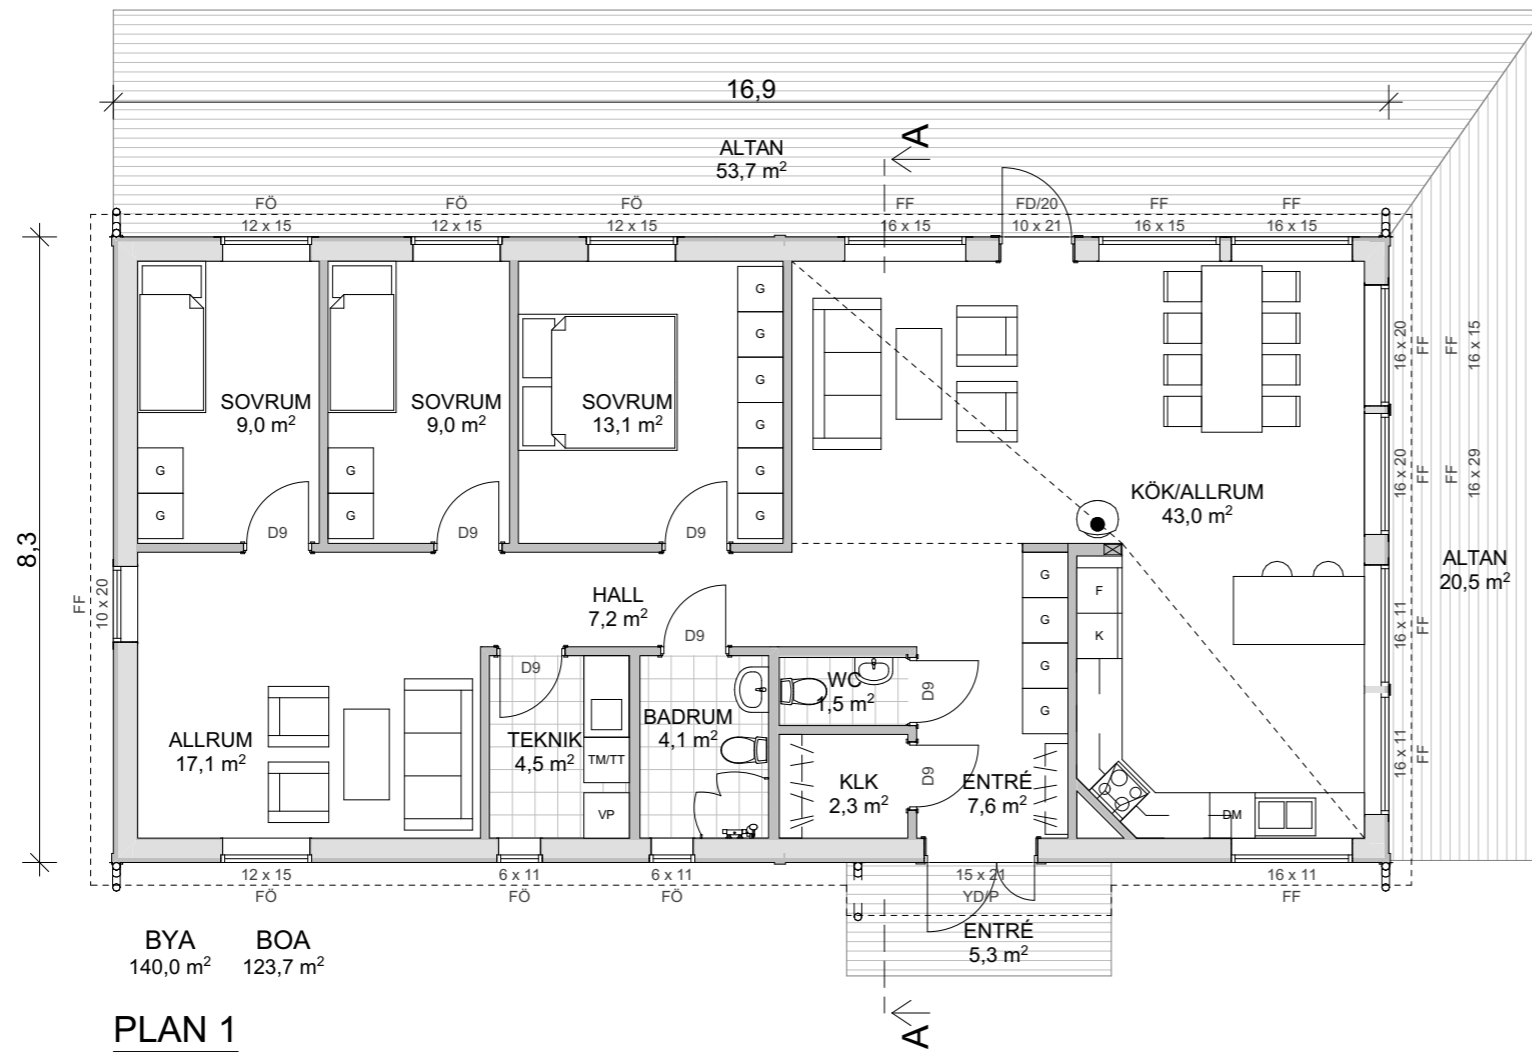 16,9
ALTAN
53,7 m²
A
FÖ
12 x 15
FÖ
12 x 15
FÖ
12 x 15
FF
16 x 15
FD/20
10 x 21
FF
16 x 15
FF
16 x 15
8,3
SOVRUM
9,0 m²
G
G
D9
SOVRUM
9,0 m²
G
G
D9
SOVRUM
13,1 m²
G
G
G
G
G
G
D9
KÖK/ALLRUM
43,0 m²
16 x 20
FF
FF
16 x 15
16 x 20
FF
FF
16 x 29
ALTAN
20,5 m²
16 x 11
FF
16 x 11
FF
FF
10 x 20
HALL
7,2 m²
D9
D9
G
G
G
G
F
K
ALLRUM
17,1 m²
TEKNIK
4,5 m²
TM/TT
VP
BADRUM
4,1 m²
WC
1,5 m²
D9
KLK
2,3 m²
D9
ENTRÉ
7,6 m²
DM
12 x 15
FÖ
6 x 11
FÖ
6 x 11
FÖ
15 x 21
YD/P
16 x 11
FF
ENTRÉ
5,3 m²
BYA
140,0 m²
BOA
123,7 m²
A
PLAN 1